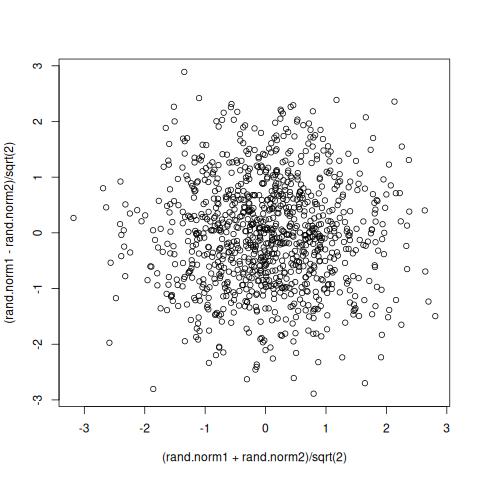 3
2
1
0
-1
-2
-3
(rand.norm1 - rand.norm2)/sqrt(2)
-3 -2 -1 0 1 2 3
(rand.norm1 + rand.norm2)/sqrt(2)